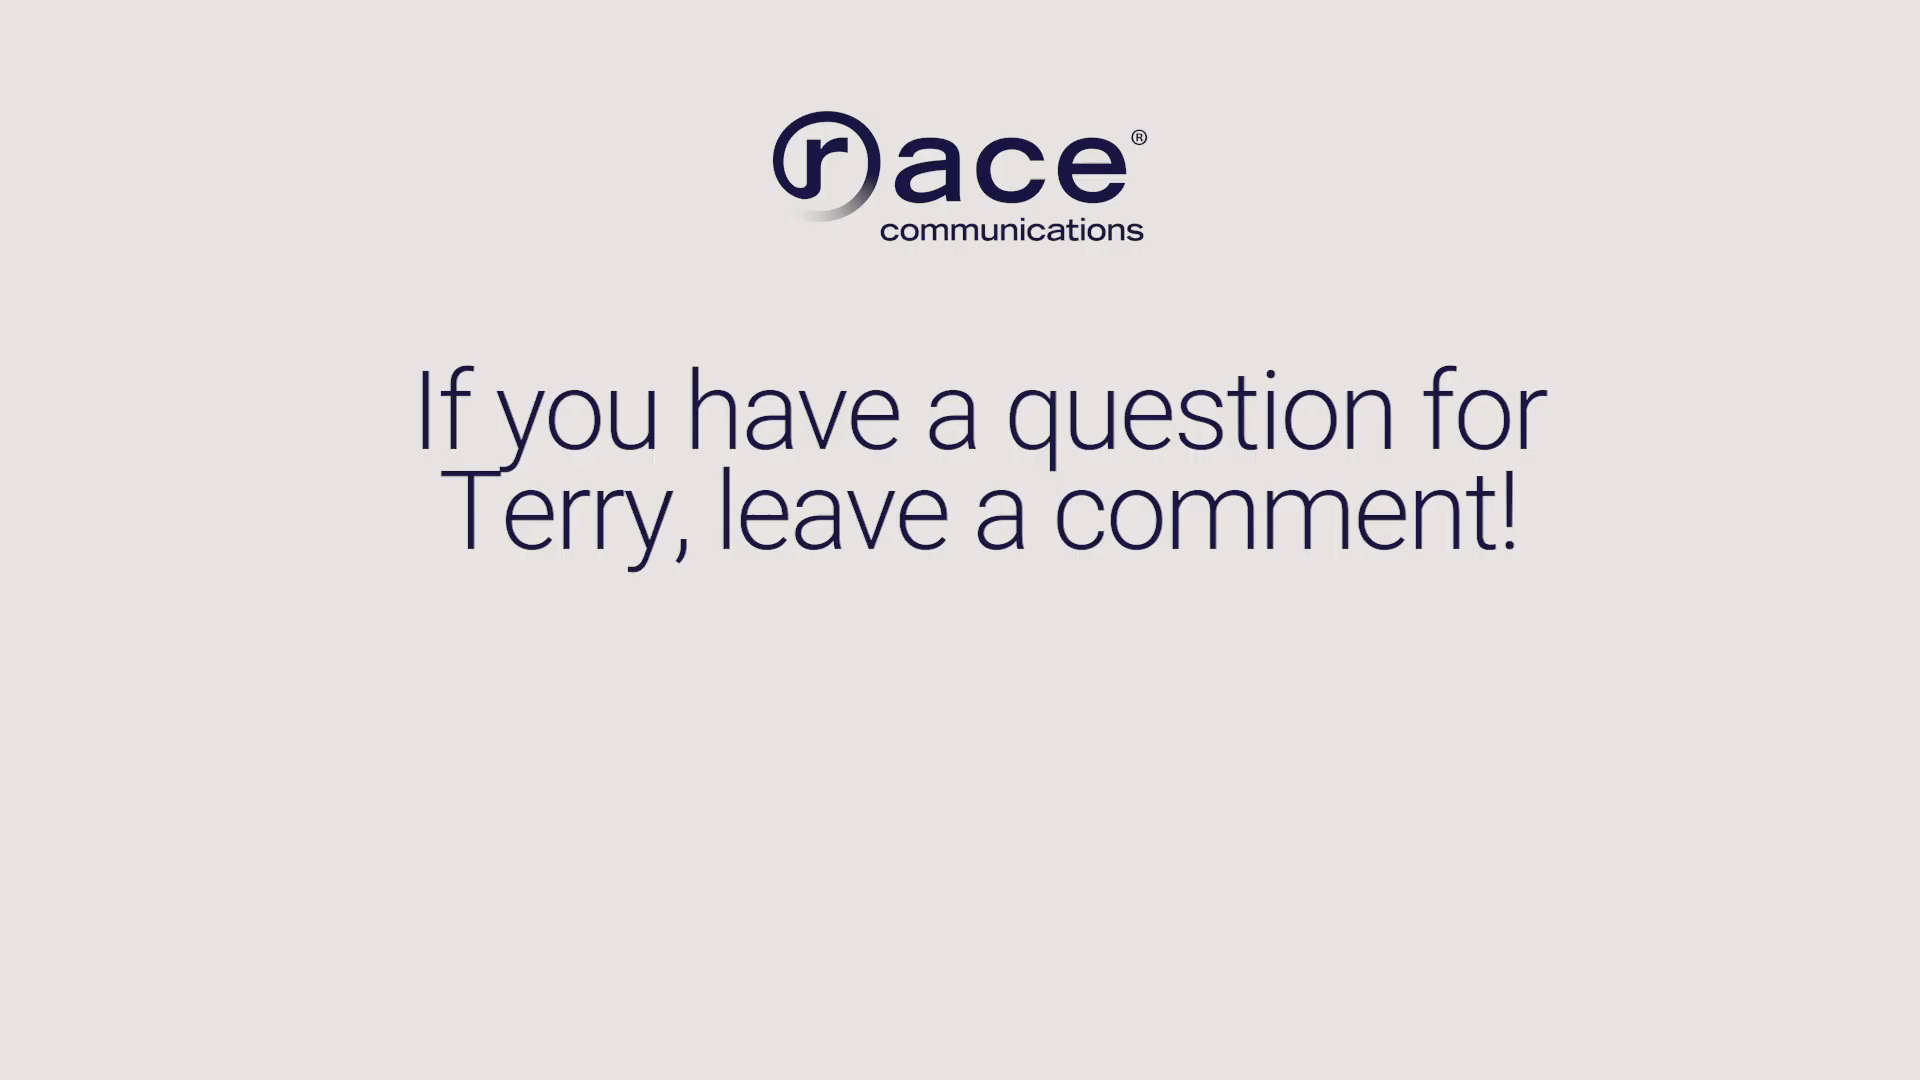 race®
communications
If you have a question for
Terry, leave a comment!